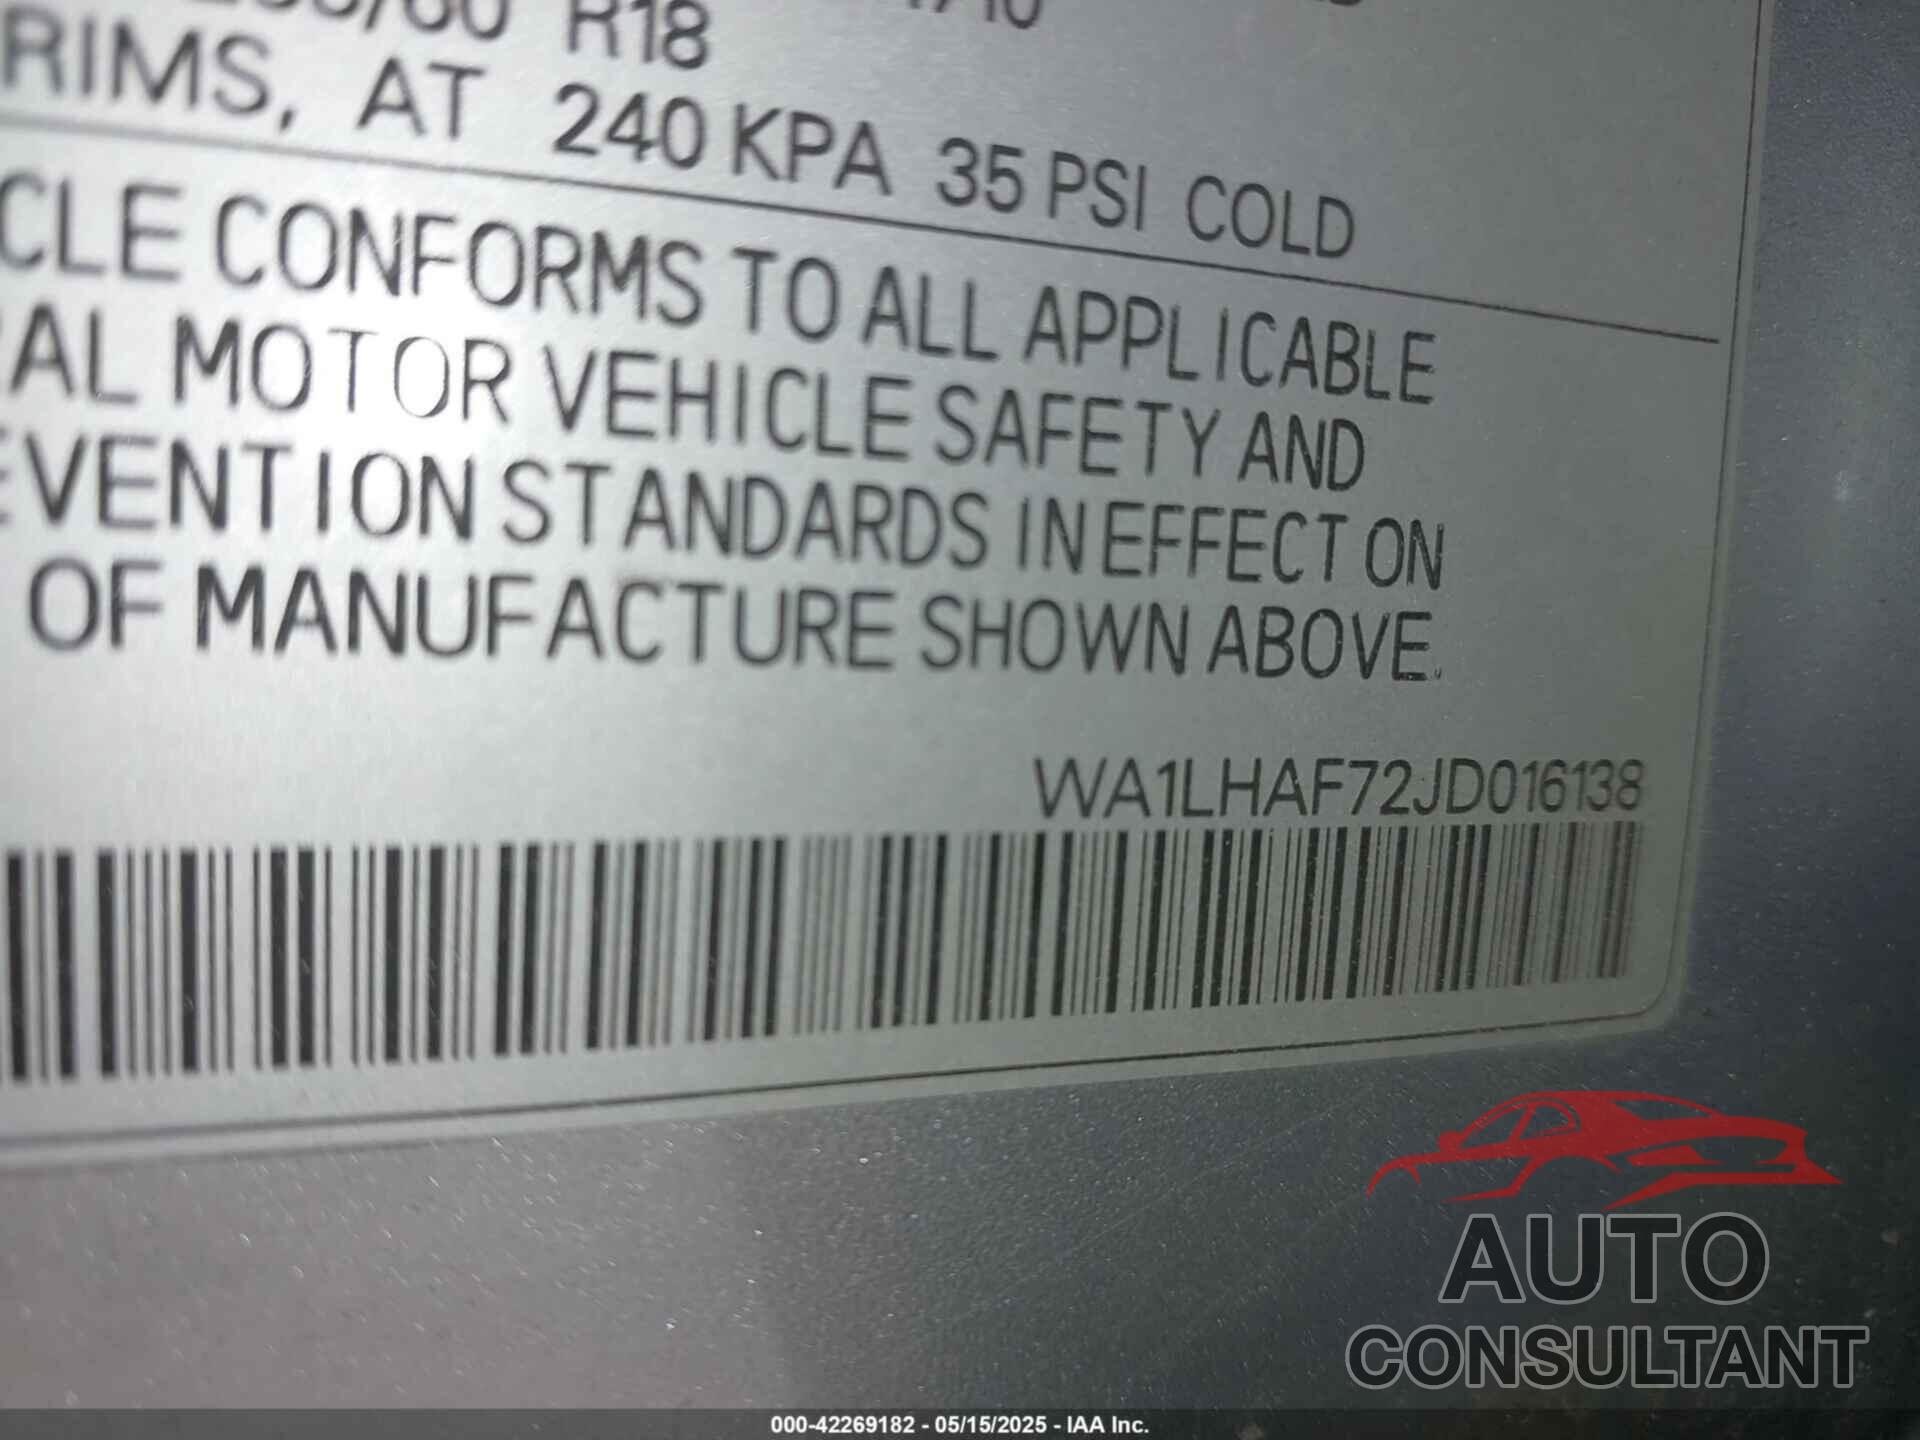 R18
RIMS, AT 240 KPA 35 PSI COLD
CLE CONFORMS TO ALL APPLICABLE
AL MOTOR VEHICLE SAFETY AND
EVENTION STANDARDS IN EFFECT ON
OF MANUFACTURE SHOWN ABOVE.
WA1LHAF72JD016138
AUTO
CONSULTANT
000-42269182 - 05/15/2025 - IAA Inc.